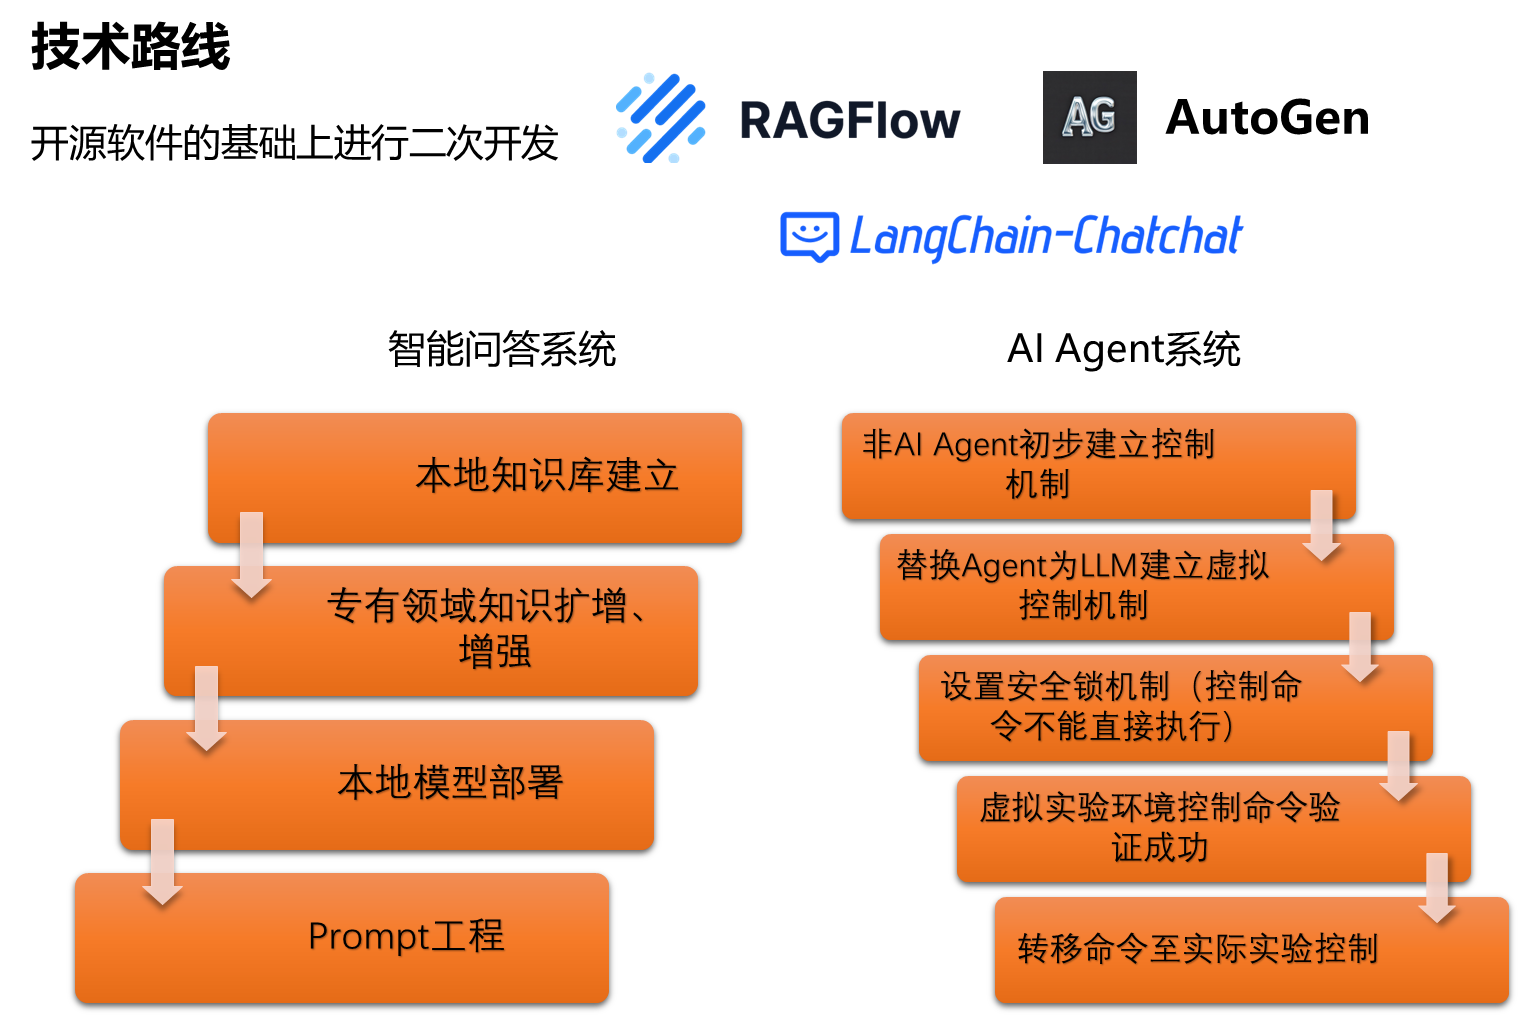 技术路线
开源软件的基础上进行二次开发
RAGFlow
AG
AutoGen
LangChain-Chatchat
智能问答系统
本地知识库建立
专有领域知识扩增、
增强
本地模型部署
Prompt工程
AI Agent系统
非AI Agent初步建立控制
机制
替换Agent为LLM建立虚拟
控制机制
设置安全锁机制（控制命
令不能直接执行）
虚拟实验环境控制命令验
证成功
转移命令至实际实验控制